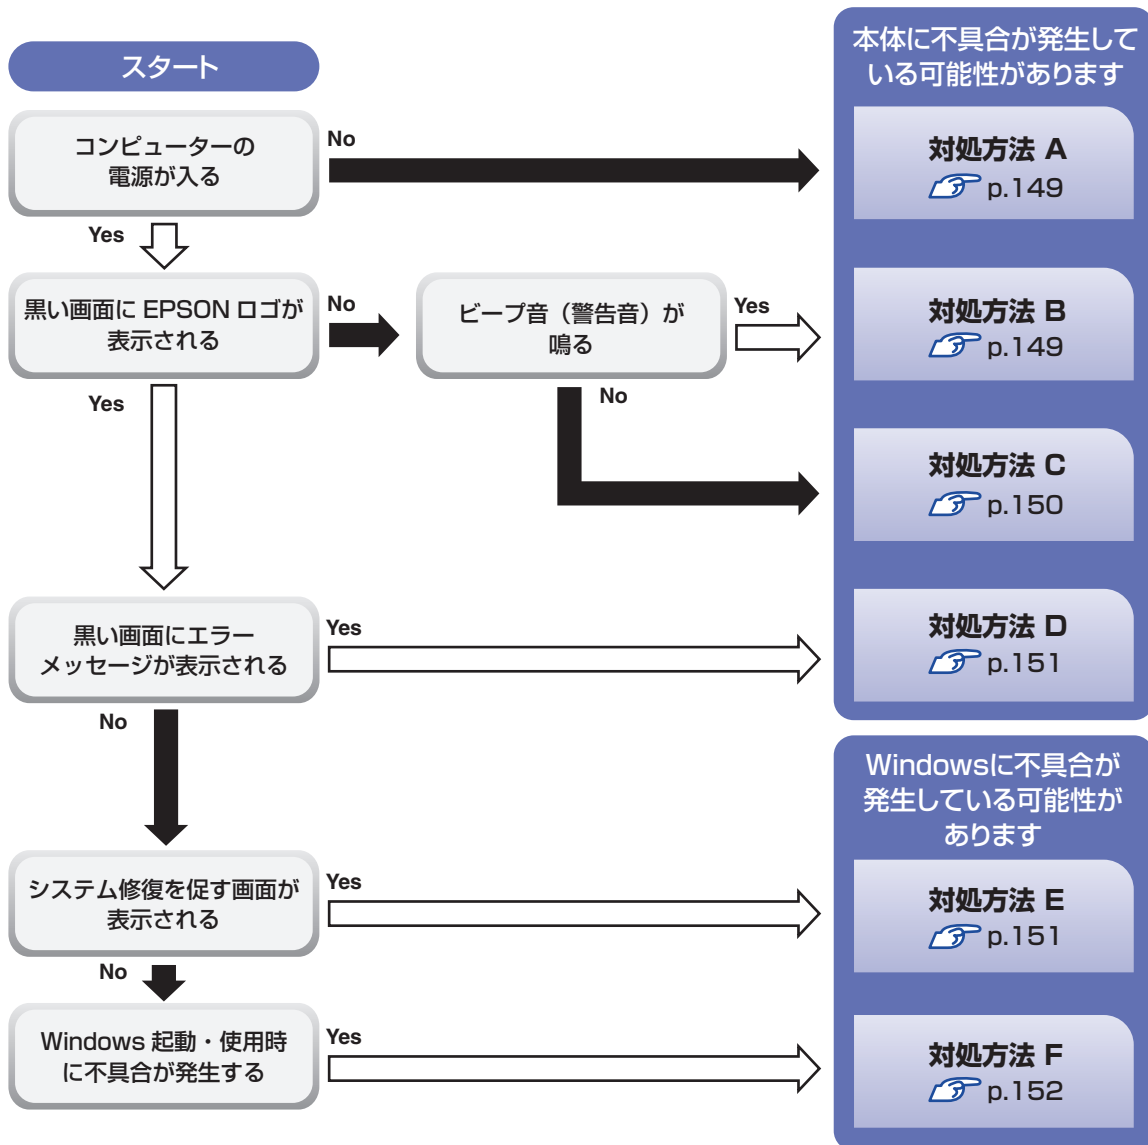 スタート
コンピューターの
電源が入る
No
Yes
黒い画面に EPSON ロゴが
表示される
No
ビープ音（警告音）が
鳴る
Yes
No
Yes
黒い画面にエラー
メッセージが表示される
Yes
No
システム修復を促す画面が
表示される
Yes
No
Windows 起動・使用時
に不具合が発生する
Yes
本体に不具合が発生して
いる可能性があります
対処方法 A
p.149
対処方法 B
p.149
対処方法 C
p.150
対処方法 D
p.151
Windowsに不具合が
発生している可能性が
あります
対処方法 E
p.151
対処方法 F
p.152